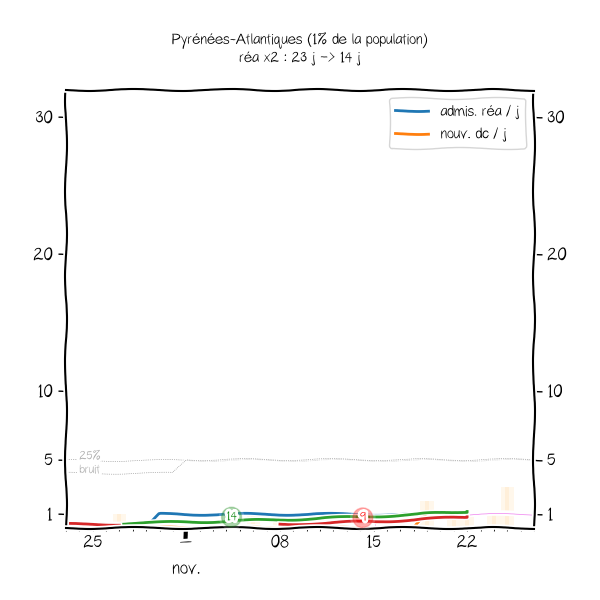 Pyrénées-Atlantiques (1% de la population)
réa x2 : 23 j -> 14 j
admis. réa / j
nouv. dc / j
30 30
20 20
10 10
25%
5 5
bruit
14 9
1 1
25 1 08 15 22
nov.